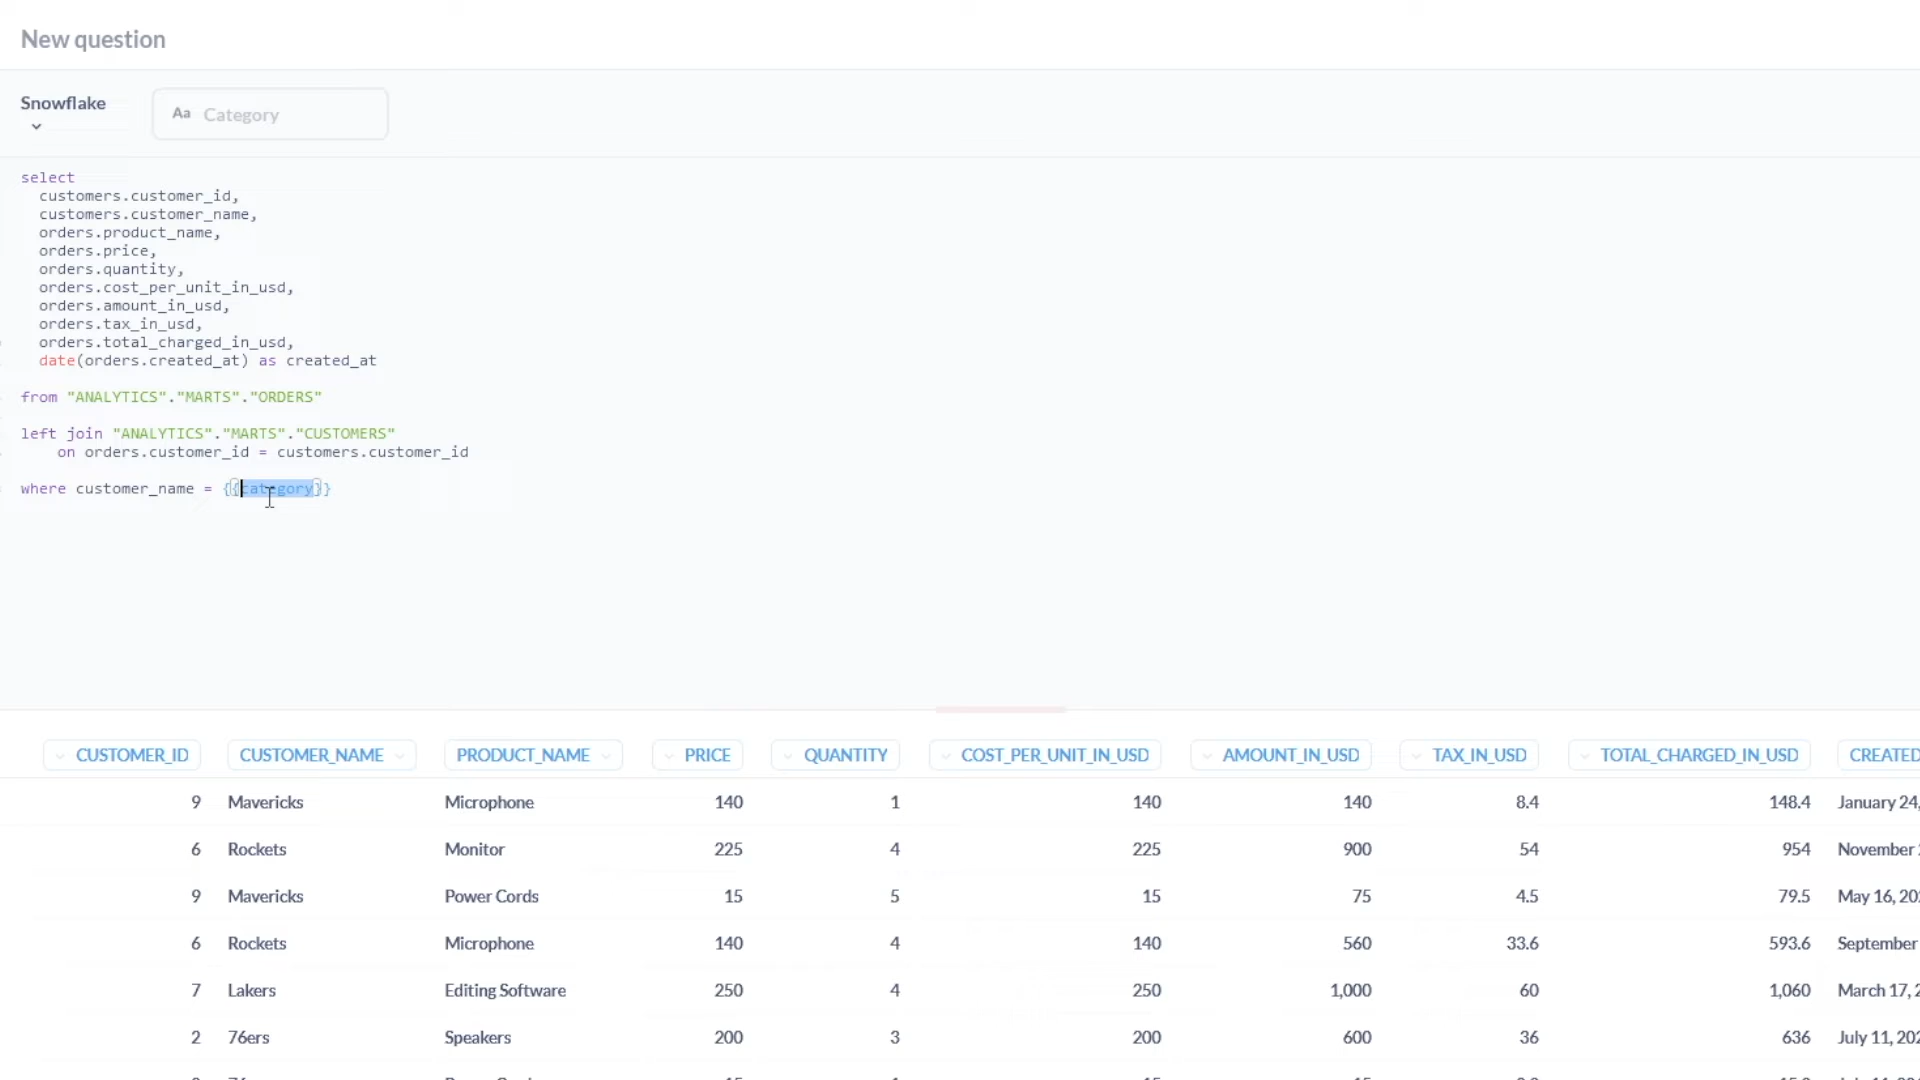 New question
Snowflake
Aa Category
select
customers.customer_id,
customers.customer_name,
orders.product_name,
orders.price,
orders.quantity,
orders.cost_per_unit_in_usd,
orders.amount_in_usd,
orders.tax_in_usd,
orders.total_charged_in_usd,
date(orders.created_at) as created_at
from "ANALYTICS"."MARTS"."ORDERS"
left join "ANALYTICS"."MARTS"."CUSTOMERS"
on orders.customer_id = customers.customer_id
where customer_name = {{category}}
CUSTOMER_ID CUSTOMER_NAME PRODUCT_NAME PRICE QUANTITY COST_PER_UNIT_IN_USD AMOUNT_IN_USD TAX_IN_USD TOTAL_CHARGED_IN_USD CREATED
9 Mavericks Microphone 140 1 140 140 8.4 148.4 January 24,
6 Rockets Monitor 225 4 225 900 54 954 November
9 Mavericks Power Cords 15 5 15 75 4.5 79.5 May 16, 20
6 Rockets Microphone 140 4 140 560 33.6 593.6 September
7 Lakers Editing Software 250 4 250 1,000 60 1,060 March 17, 2
2 76ers Speakers 200 3 200 600 36 636 July 11, 202